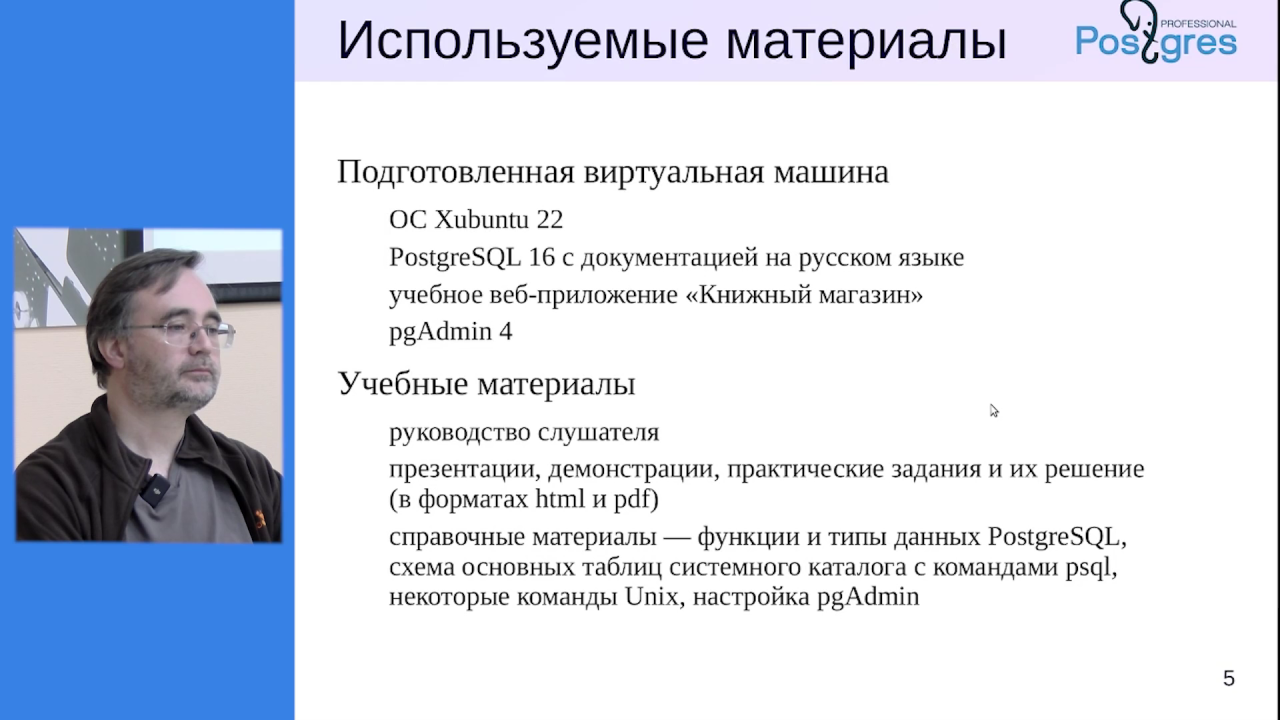 Используемые материалы
PROFESSIONAL
Postgres
Подготовленная виртуальная машина
ОС Xubuntu 22
PostgreSQL 16 с документацией на русском языке
учебное веб-приложение «Книжный магазин»
pgAdmin 4
Учебные материалы
руководство слушателя
презентации, демонстрации, практические задания и их решение
(в форматах html и pdf)
справочные материалы — функции и типы данных PostgreSQL,
схема основных таблиц системного каталога с командами psql,
некоторые команды Unix, настройка pgAdmin
5